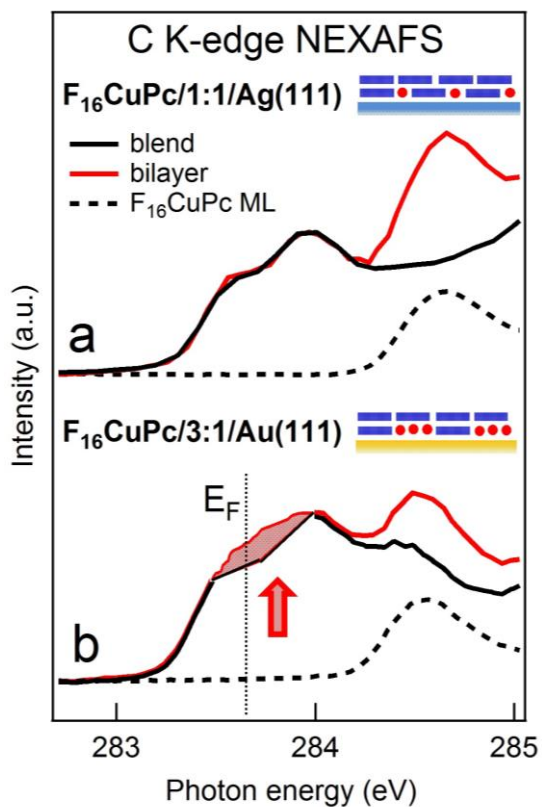 C K-edge NEXAFS
F₁₆CuPc/1:1/Ag(111)
blend
bilayer
F₁₆CuPc ML
a
F₁₆CuPc/3:1/Au(111)
E_F
b
Intensity (a.u.)
283
284
285
Photon energy (eV)